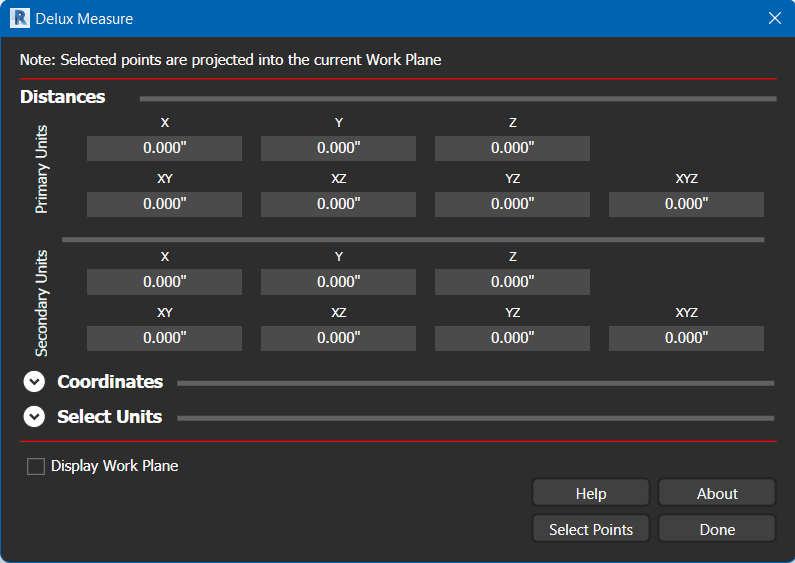 R Delux Measure
Note: Selected points are projected into the current Work Plane
Distances
Primary Units
X Y Z
0.000" 0.000" 0.000"
XY XZ YZ XYZ
0.000" 0.000" 0.000" 0.000"
Secondary Units
X Y Z
0.000" 0.000" 0.000"
XY XZ YZ XYZ
0.000" 0.000" 0.000" 0.000"
Coordinates
Select Units
Display Work Plane
Help About
Select Points Done